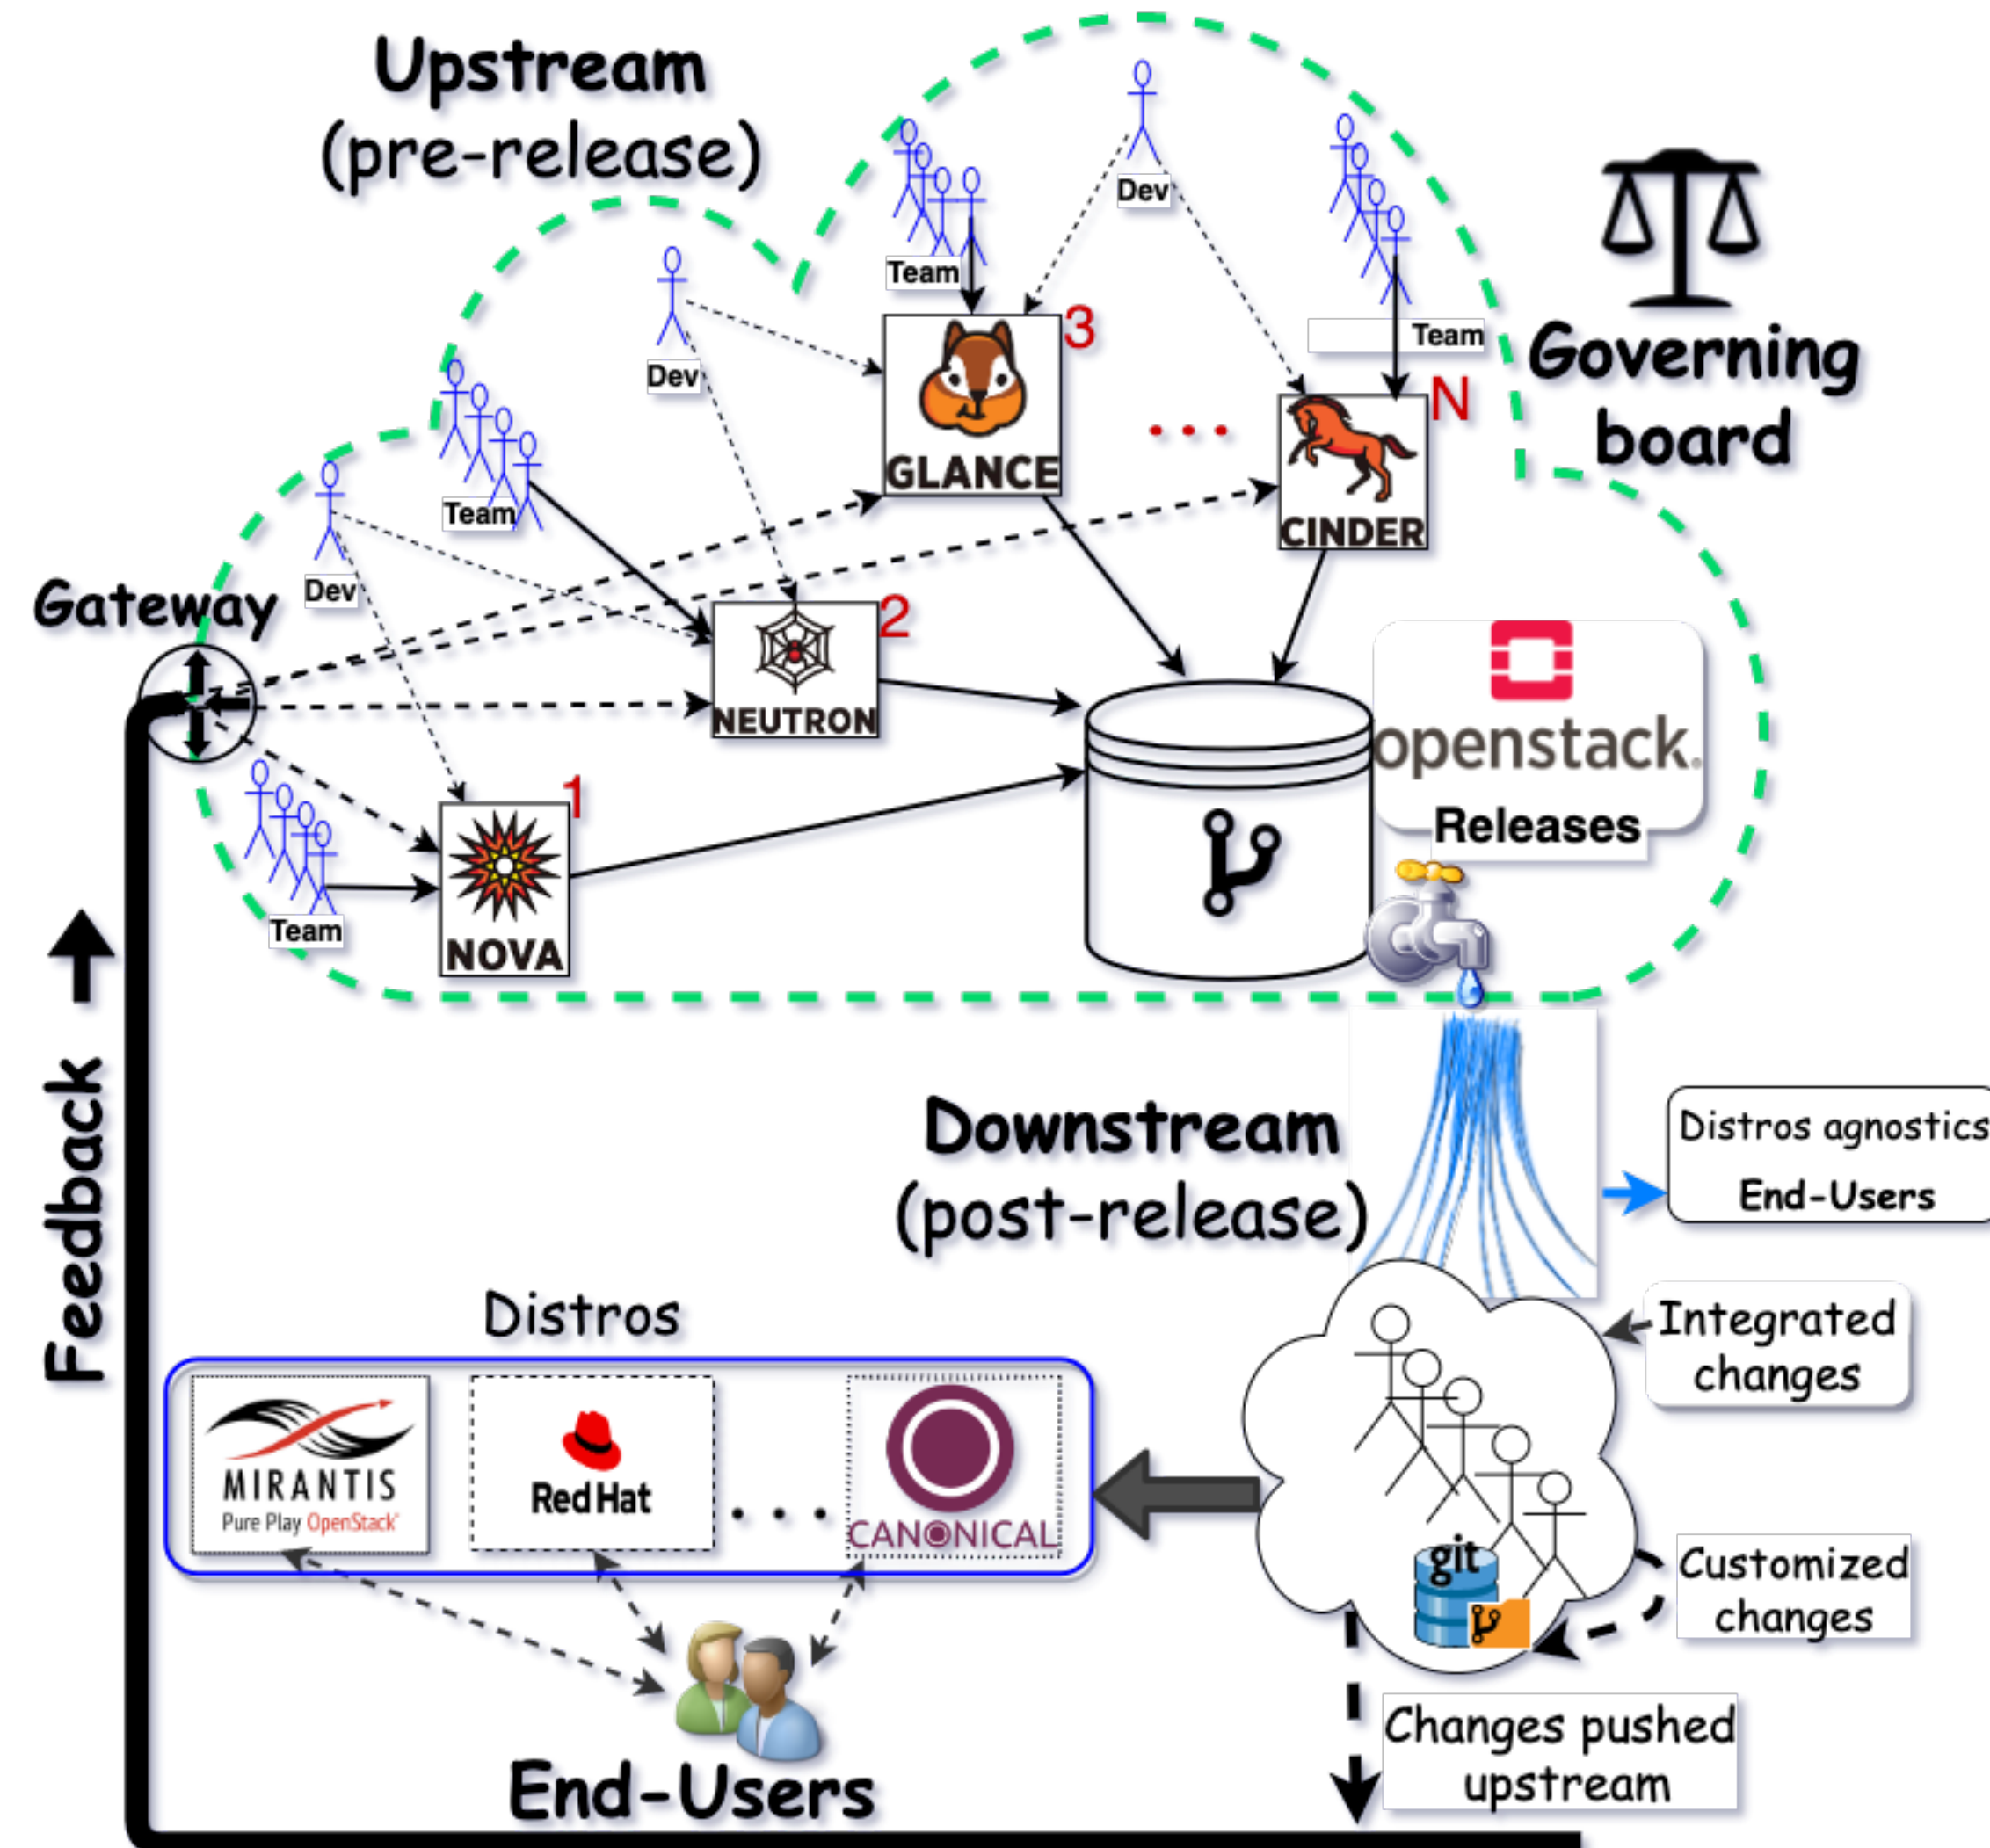 Upstream
(pre-release)
Dev
Team
Team
Dev
Governing
board
3
N
GLANCE
...
CINDER
Team
Dev
Gateway
2
NEUTRON
1
NOVA
Team
openstack.
Releases
Feedback
Downstream
(post-release)
Distros agnostics
End-Users
Integrated
changes
Distros
MIRANTIS
Pure Play OpenStack
Red Hat
...
CANONICAL
git
Customized
changes
Changes pushed
upstream
End-Users